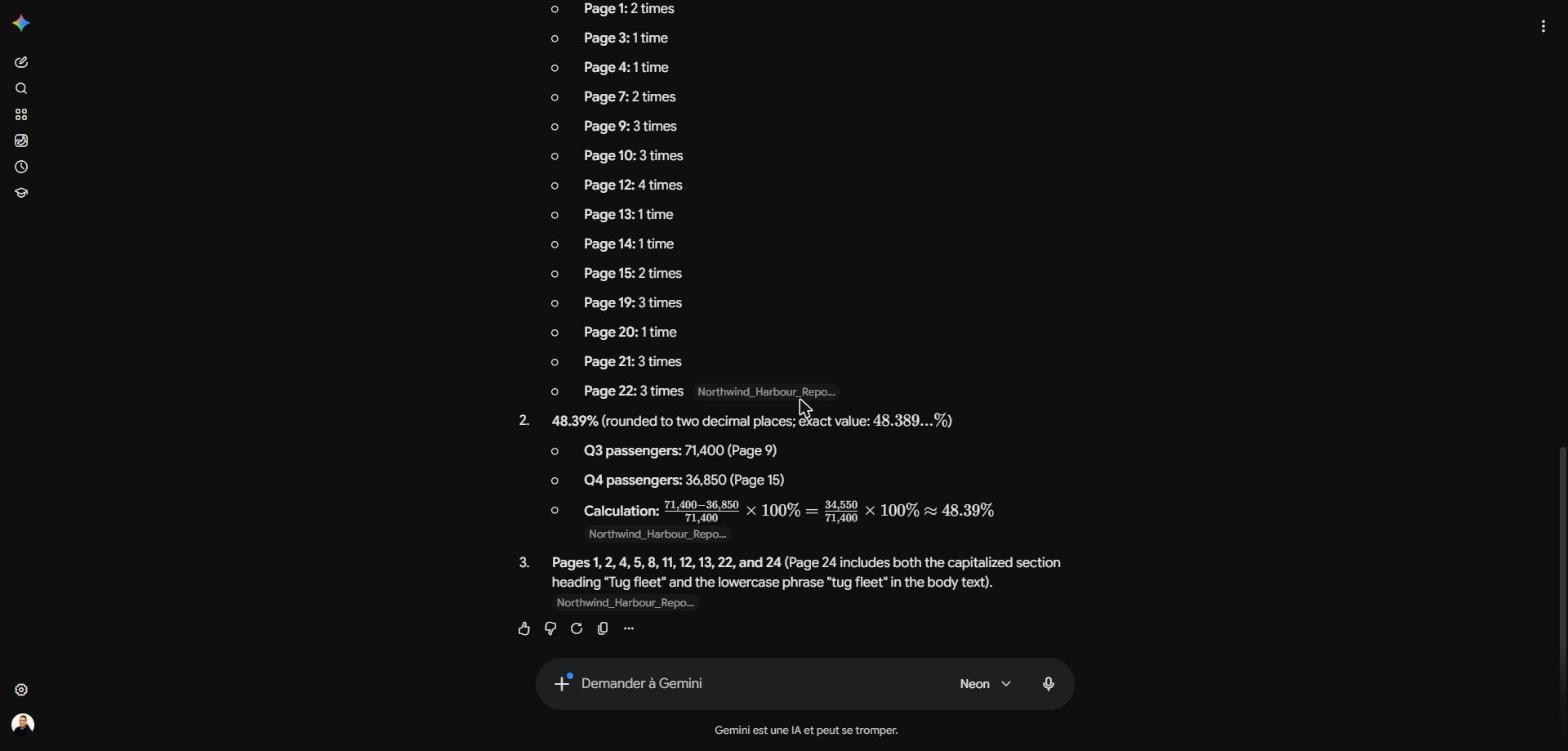 Page 1: 2 times
Page 3: 1 time
Page 4: 1 time
Page 7: 2 times
Page 9: 3 times
Page 10: 3 times
Page 12: 4 times
Page 13: 1 time
Page 14: 1 time
Page 15: 2 times
Page 19: 3 times
Page 20: 1 time
Page 21: 3 times
Page 22: 3 times Northwind_Harbour_Repo...
2. 48.39% (rounded to two decimal places; exact value: 48.389...%)
Q3 passengers: 71,400 (Page 9)
Q4 passengers: 36,850 (Page 15)
Calculation: 71,400−36,850/71,400 × 100% = 34,550/71,400 × 100% ≈ 48.39%
Northwind_Harbour_Repo...
3. Pages 1, 2, 4, 5, 8, 11, 12, 13, 22, and 24 (Page 24 includes both the capitalized section
heading "Tug fleet" and the lowercase phrase "tug fleet" in the body text).
Northwind_Harbour_Repo...
Demander à Gemini
Neon
Gemini est une IA et peut se tromper.